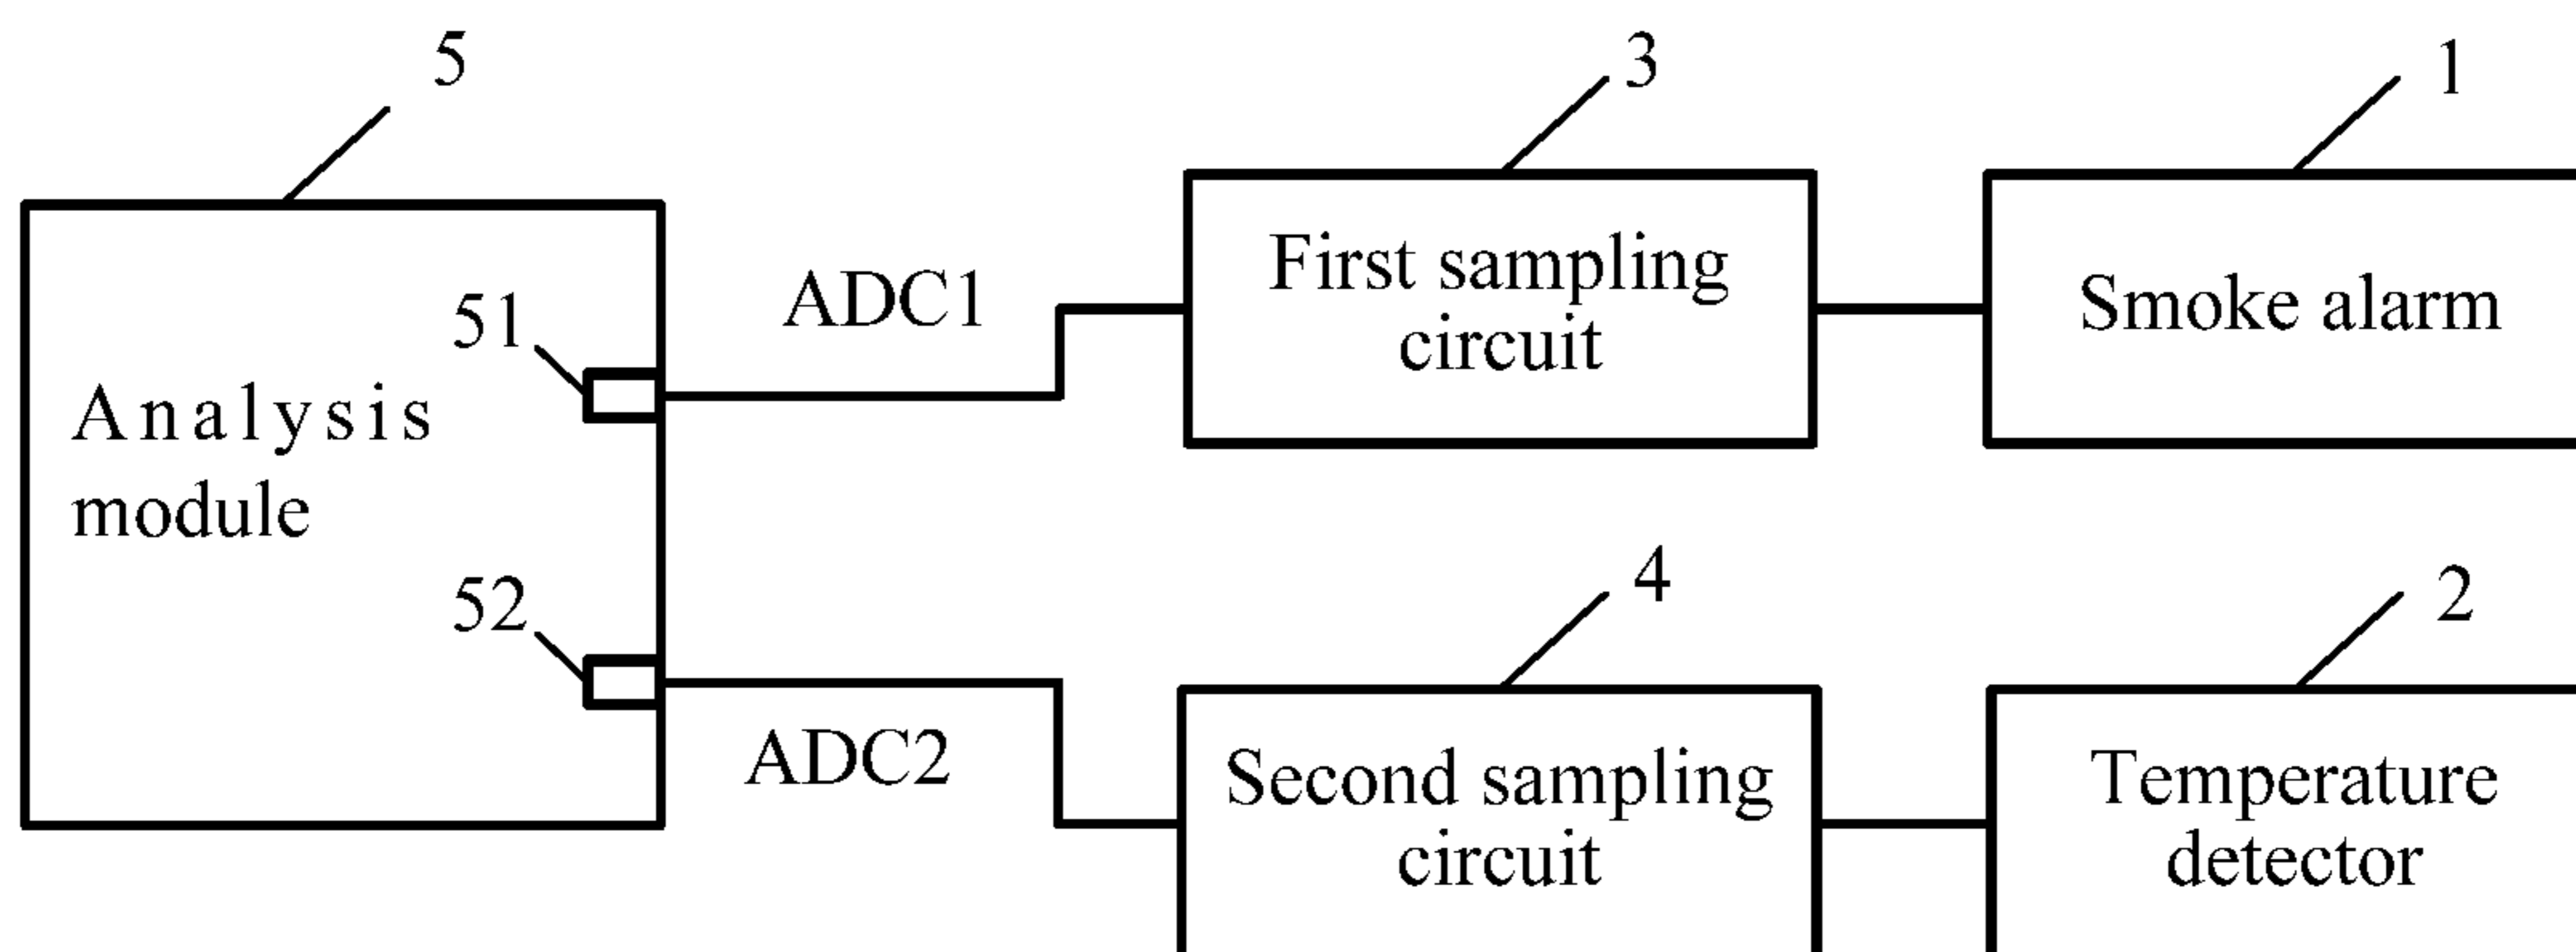 5
3
1
ADC1
First sampling
circuit
Smoke alarm
51
Analysis
module
52
4
2
ADC2
Second sampling
circuit
Temperature
detector